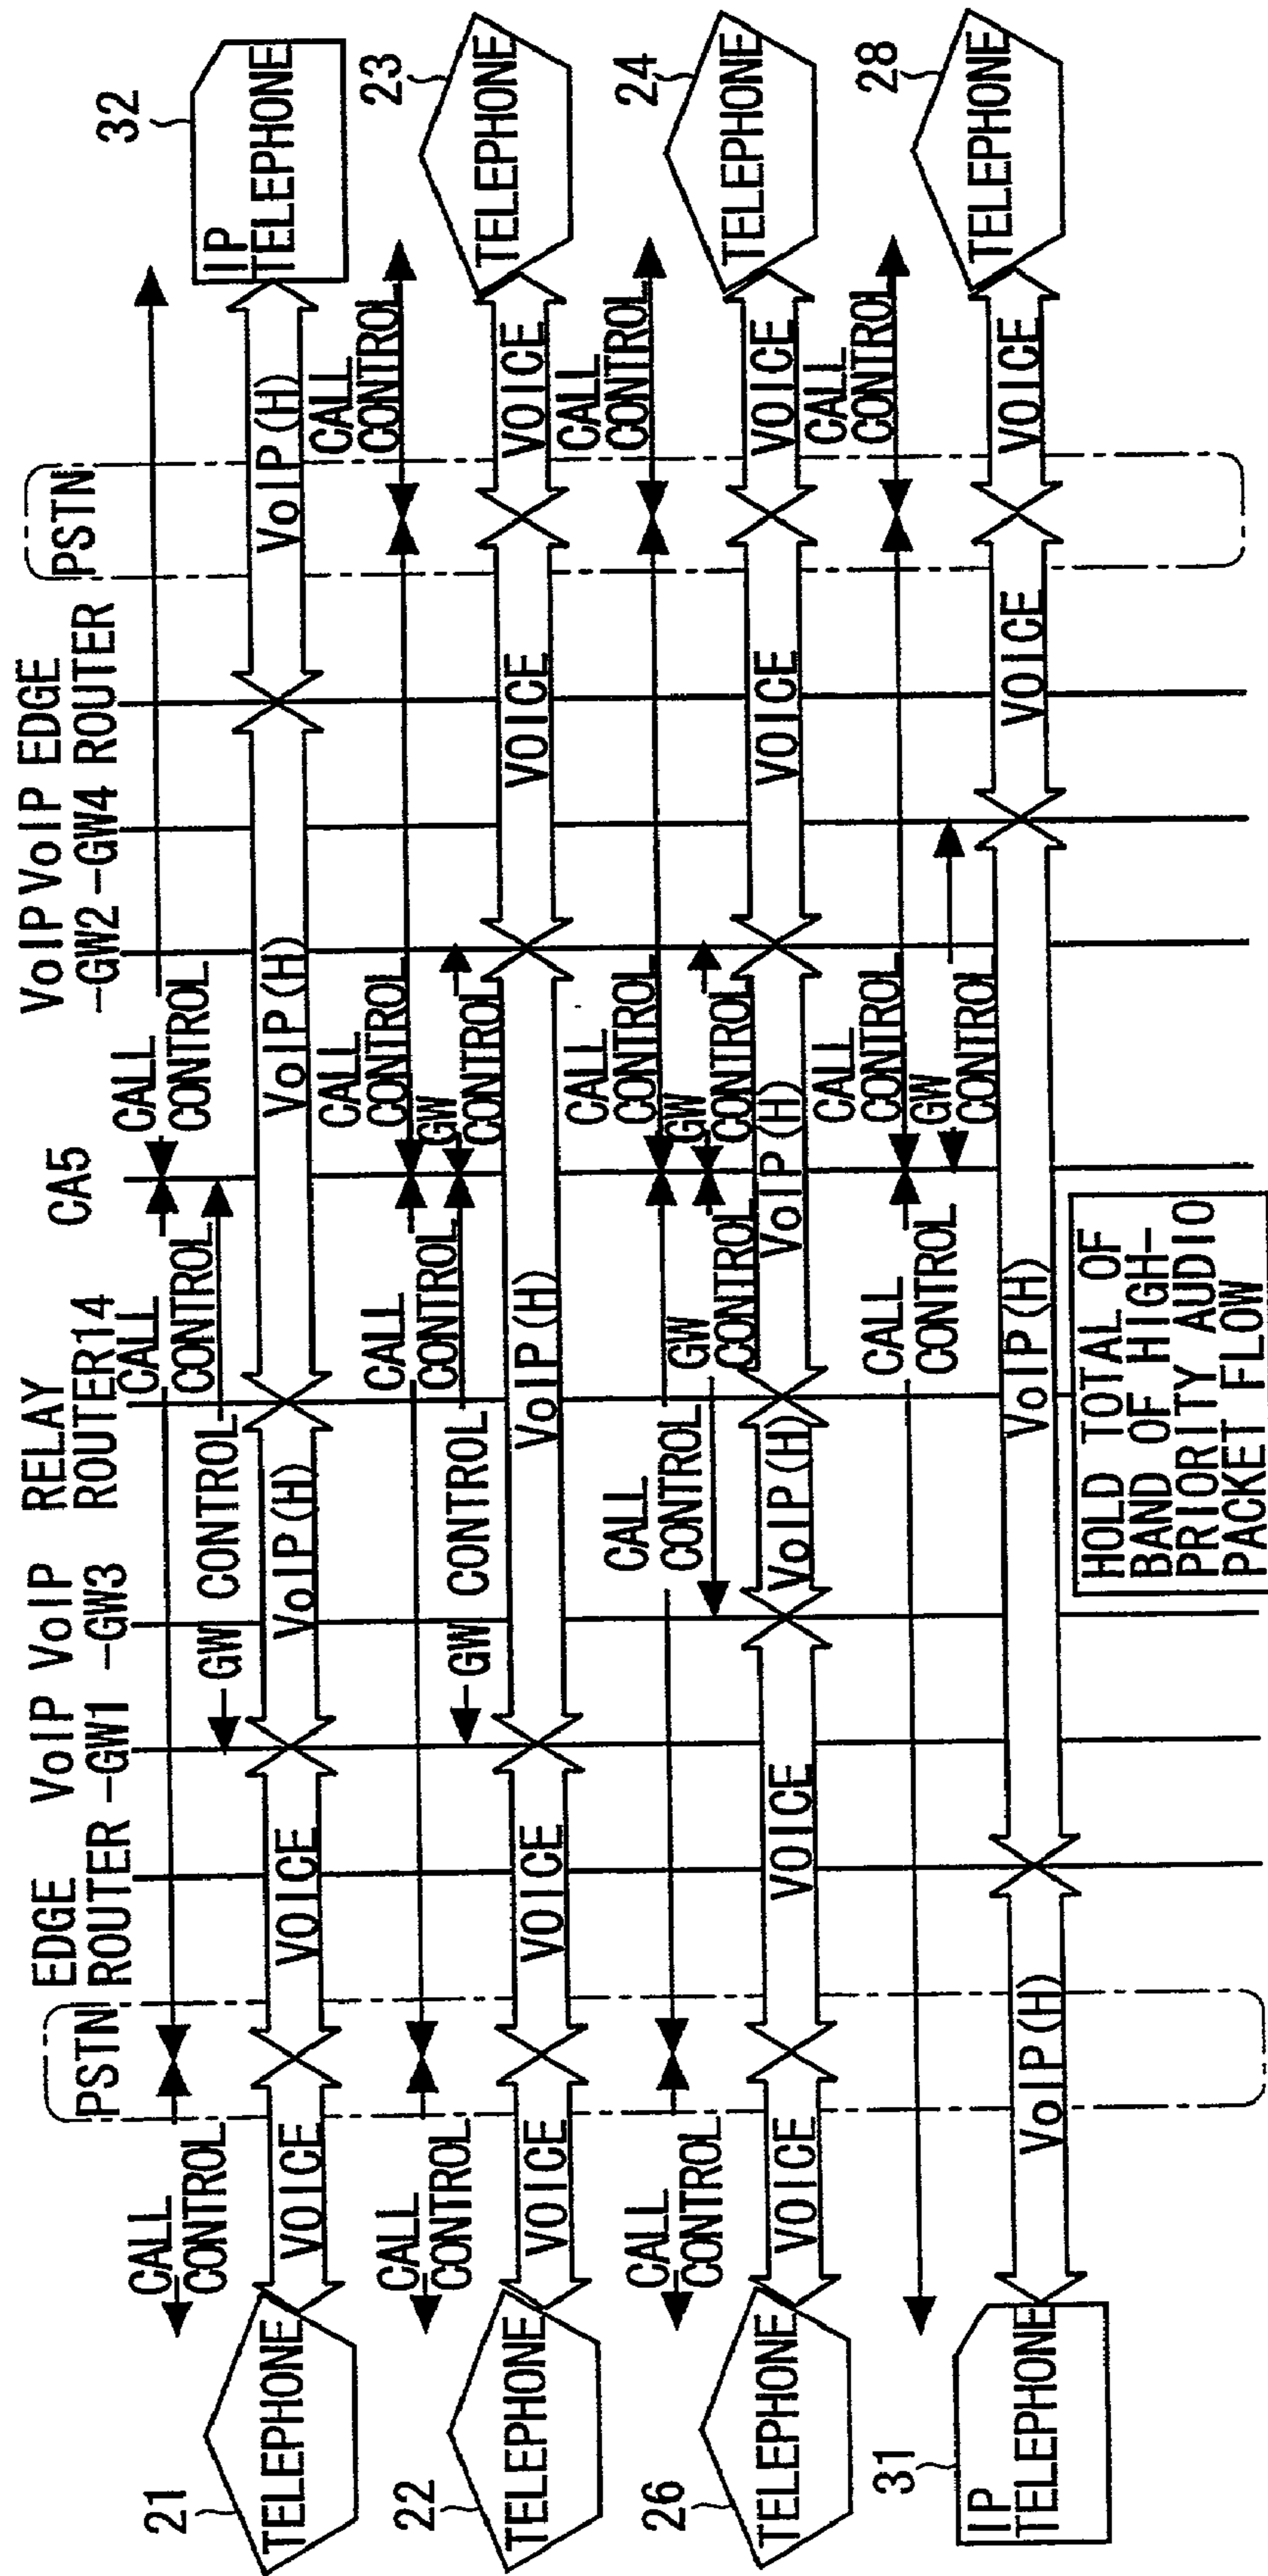 PSTN
EDGE
ROUTER
VoIP
-GW1
VoIP
-GW3
RELAY
ROUTER14
CA5
VoIP
-GW2
VoIP
-GW4
EDGE
ROUTER
PSTN
21
TELEPHONE
CALL
CONTROL
CALL
CONTROL
CALL
CONTROL
GW CONTROL
VOICE
VOICE
VoIP(H)
VoIP(H)
VoIP(H)
32
IP
TELEPHONE
22
TELEPHONE
CALL
CONTROL
CALL
CONTROL
CALL
CONTROL
CALL
CONTROL
GW CONTROL
GW
CONTROL
VOICE
VOICE
VoIP(H)
VOICE
VOICE
23
TELEPHONE
26
TELEPHONE
CALL
CONTROL
CALL
CONTROL
CALL
CONTROL
CALL
CONTROL
GW
CONTROL
GW
CONTROL
VOICE
VOICE
VoIP(H)
VoIP(H)
VoIP(H)
VOICE
VOICE
24
TELEPHONE
31
IP
TELEPHONE
CALL
CONTROL
CALL
CONTROL
CALL
CONTROL
GW
CONTROL
VoIP(H)
VoIP(H)
VOICE
VOICE
28
TELEPHONE
HOLD TOTAL OF
BAND OF HIGH-
PRIORITY AUDIO
PACKET FLOW